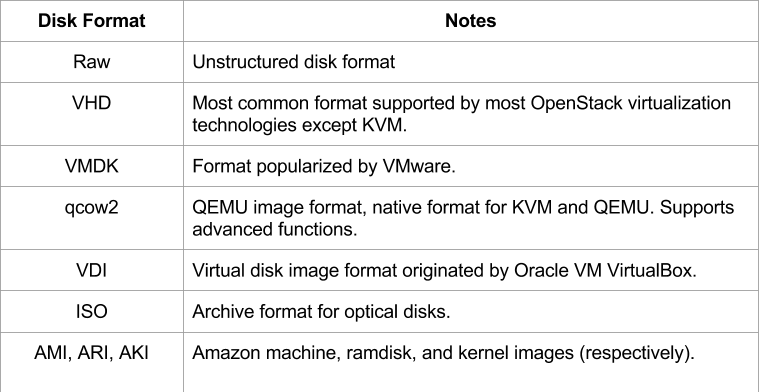 Disk Format Notes
Raw Unstructured disk format
VHD Most common format supported by most OpenStack virtualization
technologies except KVM.
VMDK Format popularized by VMware.
qcow2 QEMU image format, native format for KVM and QEMU. Supports
advanced functions.
VDI Virtual disk image format originated by Oracle VM VirtualBox.
ISO Archive format for optical disks.
AMI, ARI, AKI Amazon machine, ramdisk, and kernel images (respectively).